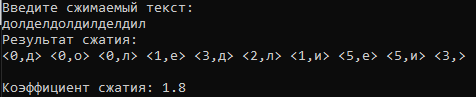 Введите сжимаемый текст:
долделдолдилделдил
Результат сжатия:
<0,д> <0,о> <0,л> <1,е> <3,д> <2,л> <1,и> <5,е> <5,и> <3,>
Коэффициент сжатия: 1.8